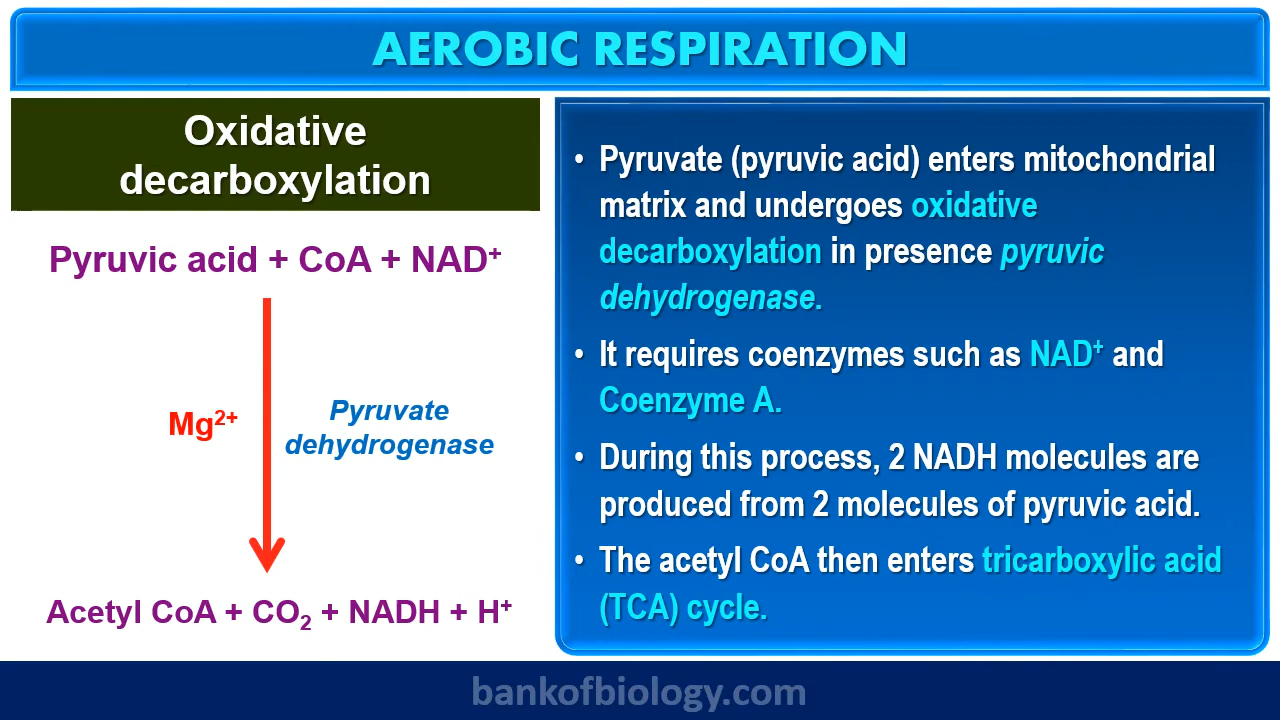 AEROBIC RESPIRATION
Oxidative
decarboxylation
Pyruvic acid + CoA + NAD⁺
Mg²⁺
Pyruvate
dehydrogenase
Acetyl CoA + CO₂ + NADH + H⁺
• Pyruvate (pyruvic acid) enters mitochondrial
matrix and undergoes oxidative
decarboxylation in presence pyruvic
dehydrogenase.
• It requires coenzymes such as NAD⁺ and
Coenzyme A.
• During this process, 2 NADH molecules are
produced from 2 molecules of pyruvic acid.
• The acetyl CoA then enters tricarboxylic acid
(TCA) cycle.
bankofbiology.com